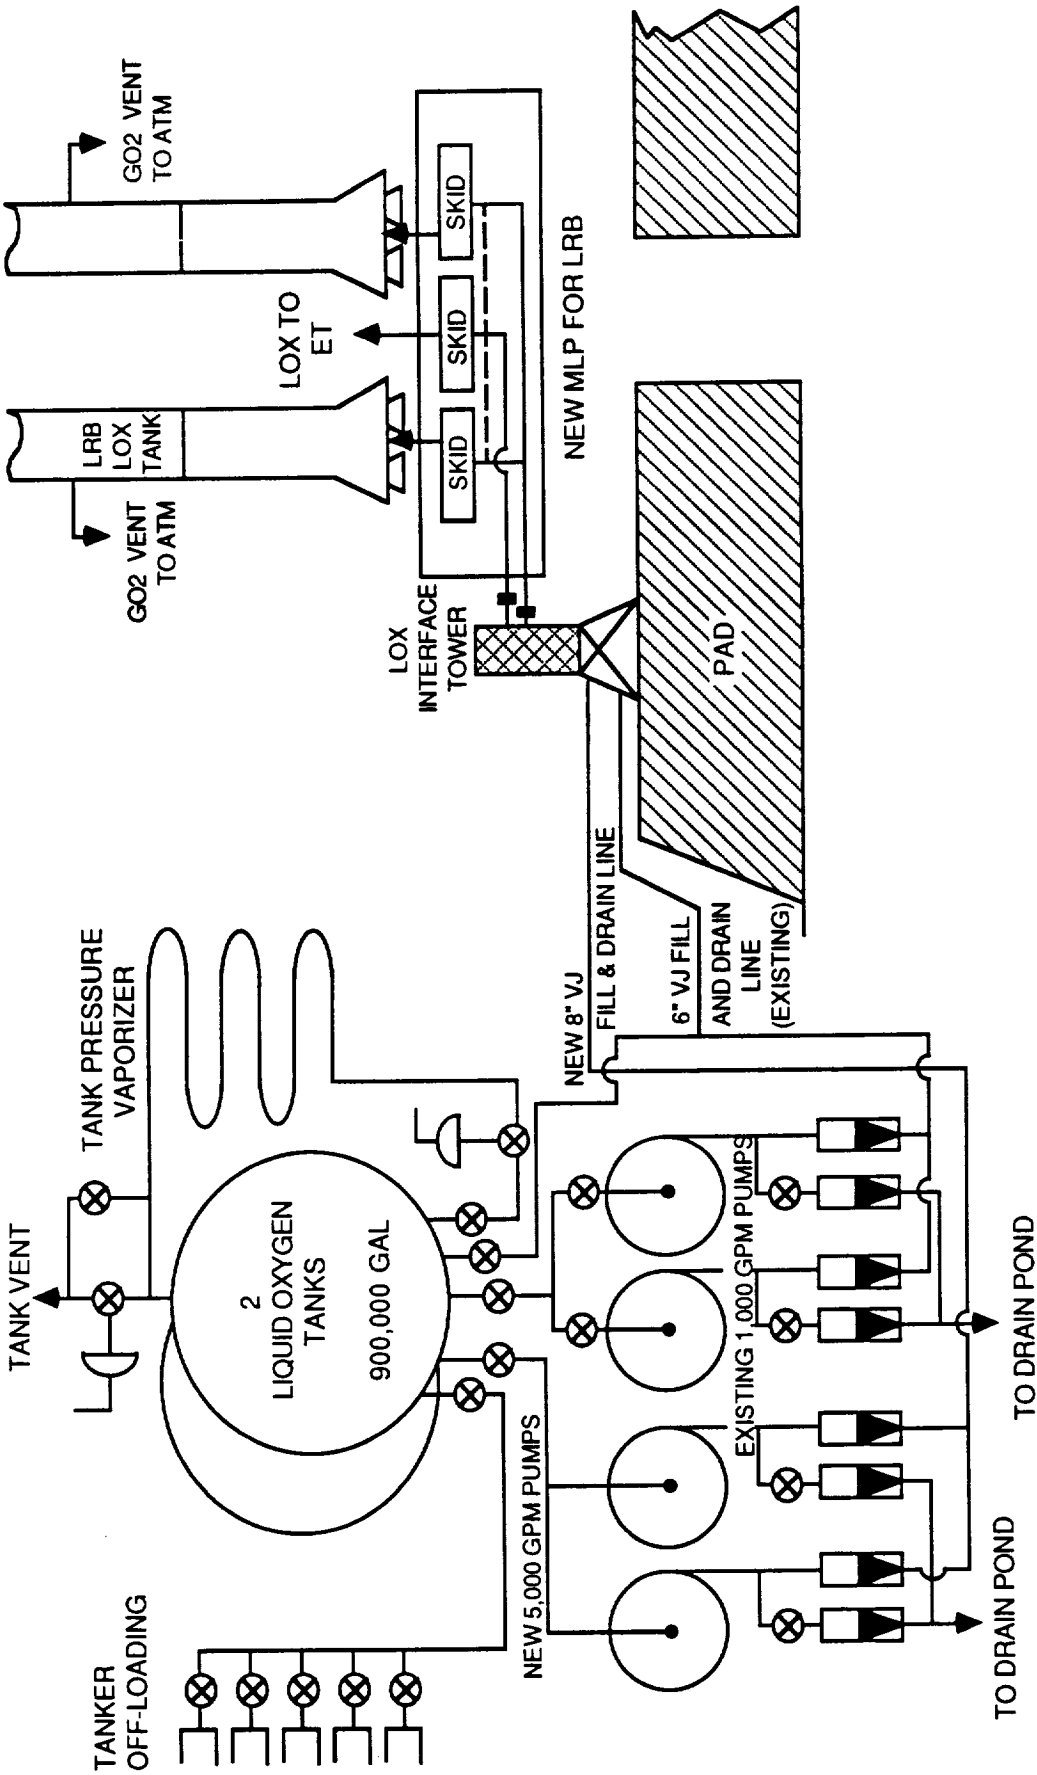 TANKER
OFF-LOADING
TANK VENT
TANK PRESSURE
VAPORIZER
2
LIQUID OXYGEN
TANKS
900,000 GAL
NEW 5,000 GPM PUMPS
EXISTING 1,000 GPM PUMPS
TO DRAIN POND
TO DRAIN POND
NEW 8" VJ
FILL & DRAIN LINE
6" VJ FILL
AND DRAIN
LINE
(EXISTING)
LOX
INTERFACE
TOWER
PAD
GO2 VENT
TO ATM
LRB
LOX
TANK
LOX TO
ET
GO2 VENT
TO ATM
SKID
SKID
SKID
NEW MLP FOR LRB